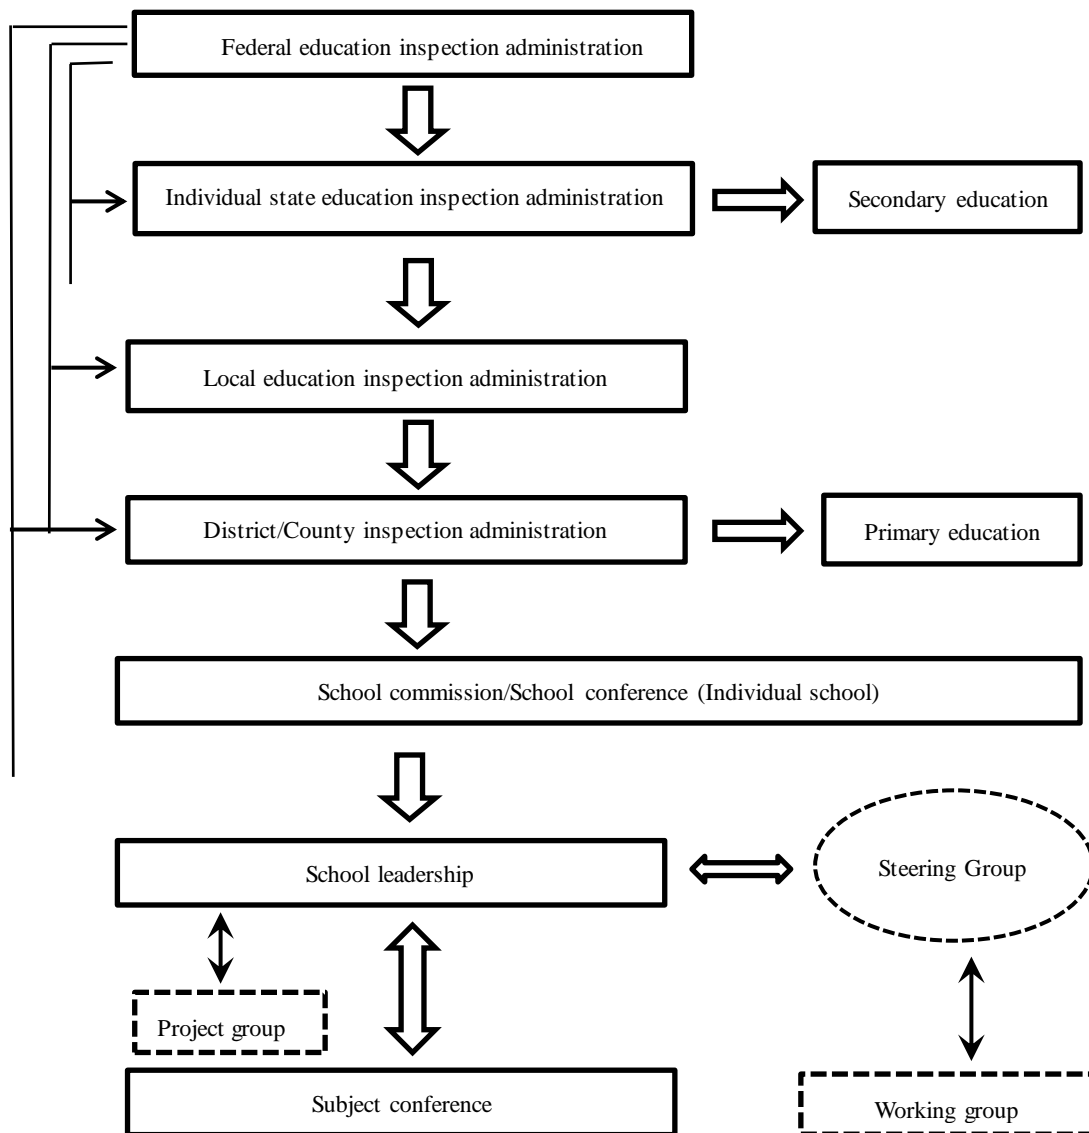 Federal education inspection administration
Individual state education inspection administration
Secondary education
Local education inspection administration
District/County inspection administration
Primary education
School commission/School conference (Individual school)
School leadership
Steering Group
Project group
Subject conference
Working group